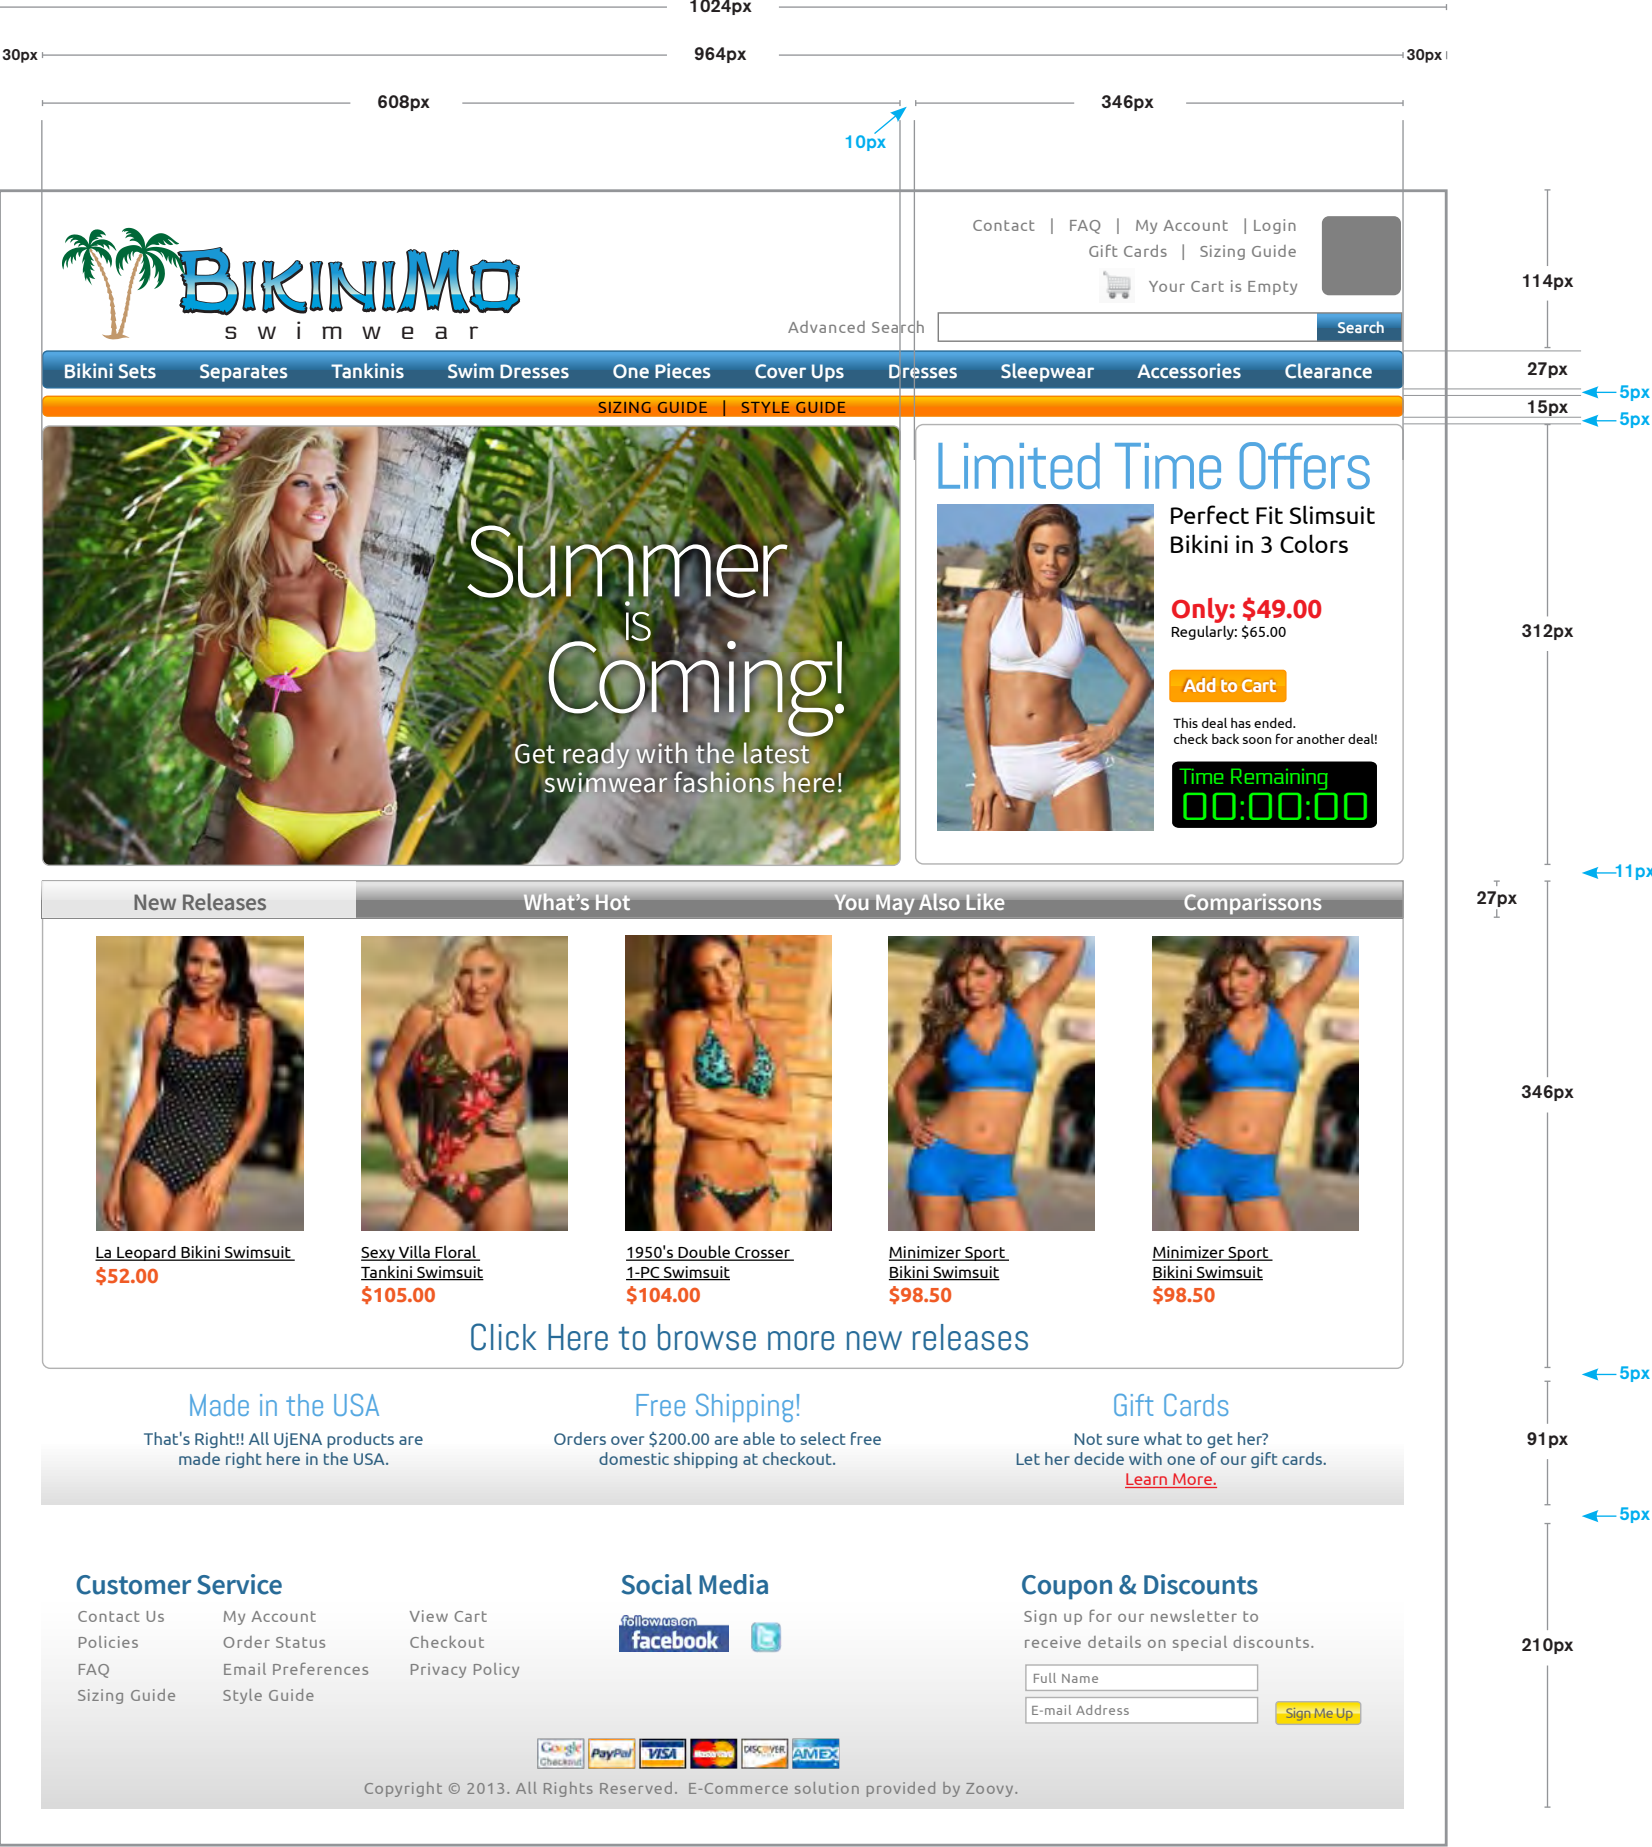 1024px
30px
964px
30px
608px
346px
10px
Contact | FAQ | My Account | Login
Gift Cards | Sizing Guide
Your Cart is Empty
BIKINIMO
swimwear
Advanced Search
Search
114px
Bikini Sets Separates Tankinis Swim Dresses One Pieces Cover Ups Dresses Sleepwear Accessories Clearance
27px
5px
SIZING GUIDE | STYLE GUIDE
15px
5px
Summer
is
Coming!
Get ready with the latest
swimwear fashions here!
Limited Time Offers
Perfect Fit Slimsuit
Bikini in 3 Colors
Only: $49.00
Regularly: $65.00
Add to Cart
This deal has ended.
check back soon for another deal!
Time Remaining
00:00:00
312px
11px
New Releases What's Hot You May Also Like Comparissons
27px
La Leopard Bikini Swimsuit
$52.00
Sexy Villa Floral
Tankini Swimsuit
$105.00
1950's Double Crosser
1-PC Swimsuit
$104.00
Minimizer Sport
Bikini Swimsuit
$98.50
Minimizer Sport
Bikini Swimsuit
$98.50
346px
Click Here to browse more new releases
5px
Made in the USA
That's Right!! All UjENA products are
made right here in the USA.
Free Shipping!
Orders over $200.00 are able to select free
domestic shipping at checkout.
Gift Cards
Not sure what to get her?
Let her decide with one of our gift cards.
Learn More.
91px
5px
Customer Service
Contact Us My Account View Cart
Policies Order Status Checkout
FAQ Email Preferences Privacy Policy
Sizing Guide Style Guide
Social Media
follow us on
facebook
t
Coupon & Discounts
Sign up for our newsletter to
receive details on special discounts.
Full Name
E-mail Address
Sign Me Up
210px
Google Checkout PayPal VISA MasterCard DISCOVER AMEX
Copyright © 2013. All Rights Reserved. E-Commerce solution provided by Zoovy.